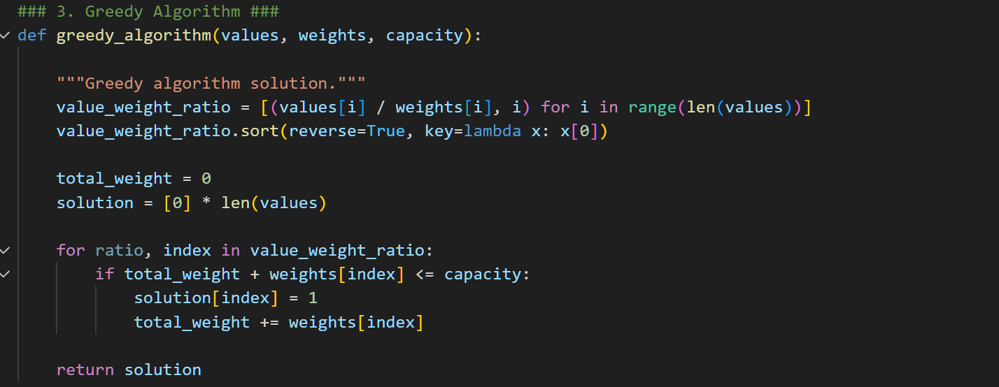 ### 3. Greedy Algorithm ###
def greedy_algorithm(values, weights, capacity):
"""Greedy algorithm solution."""
value_weight_ratio = [(values[i] / weights[i], i) for i in range(len(values))]
value_weight_ratio.sort(reverse=True, key=lambda x: x[0])
total_weight = 0
solution = [0] * len(values)
for ratio, index in value_weight_ratio:
if total_weight + weights[index] <= capacity:
solution[index] = 1
total_weight += weights[index]
return solution